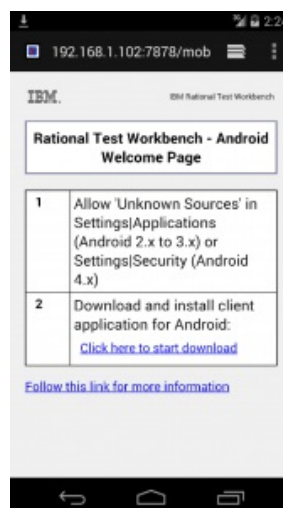 2:24
192.168.1.102:7878/mob
IBM.
IBM Rational Test Workbench
Rational Test Workbench - Android
Welcome Page
1
Allow 'Unknown Sources' in
Settings|Applications
(Android 2.x to 3.x) or
Settings|Security (Android
4.x)
2
Download and install client
application for Android:
Click here to start download
Follow this link for more information